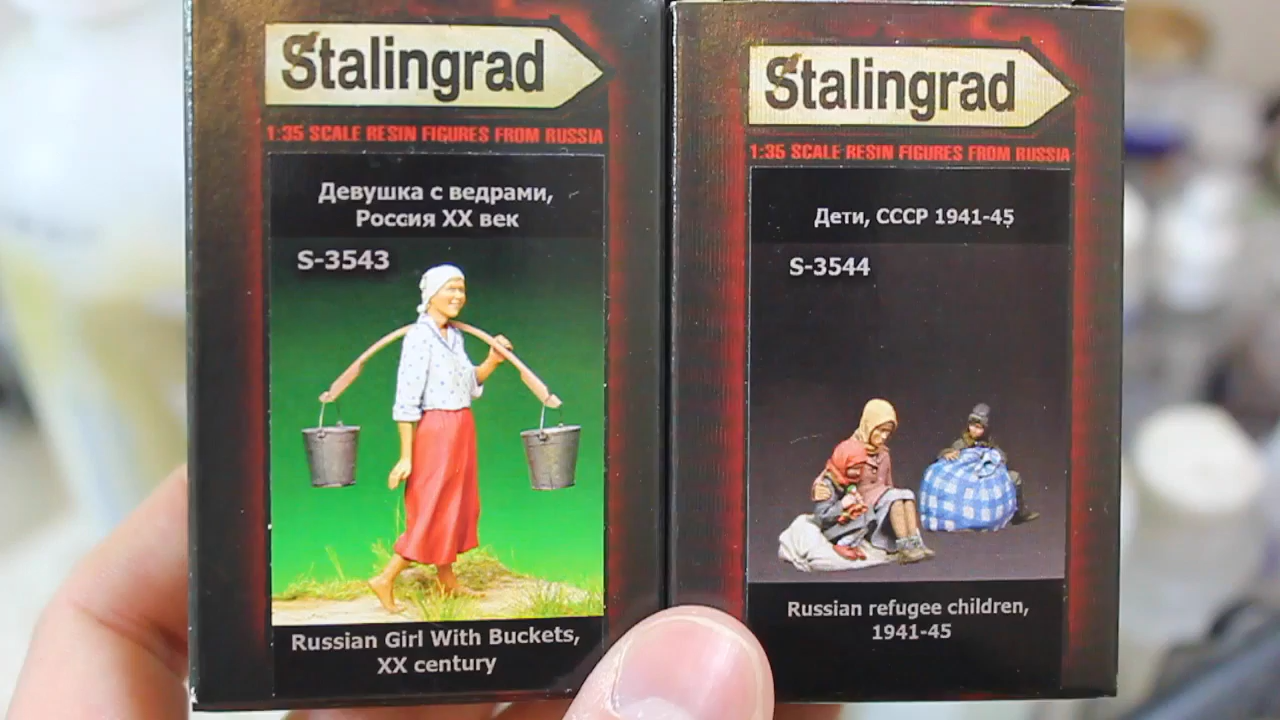 Stalingrad
1:35 SCALE RESIN FIGURES FROM RUSSIA
Девушка с ведрами,
Россия XX век
S-3543
Russian Girl With Buckets,
XX century
Stalingrad
1:35 SCALE RESIN FIGURES FROM RUSSIA
Дети, СССР 1941-45
S-3544
Russian refugee children,
1941-45